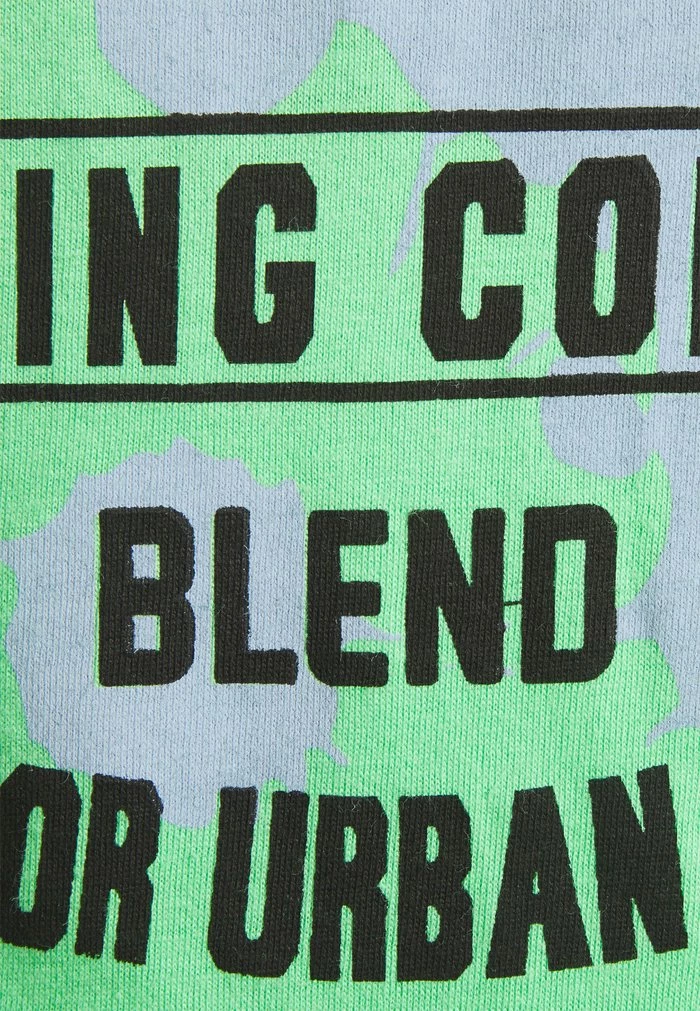 ING CO
BLEND
OR URBAN